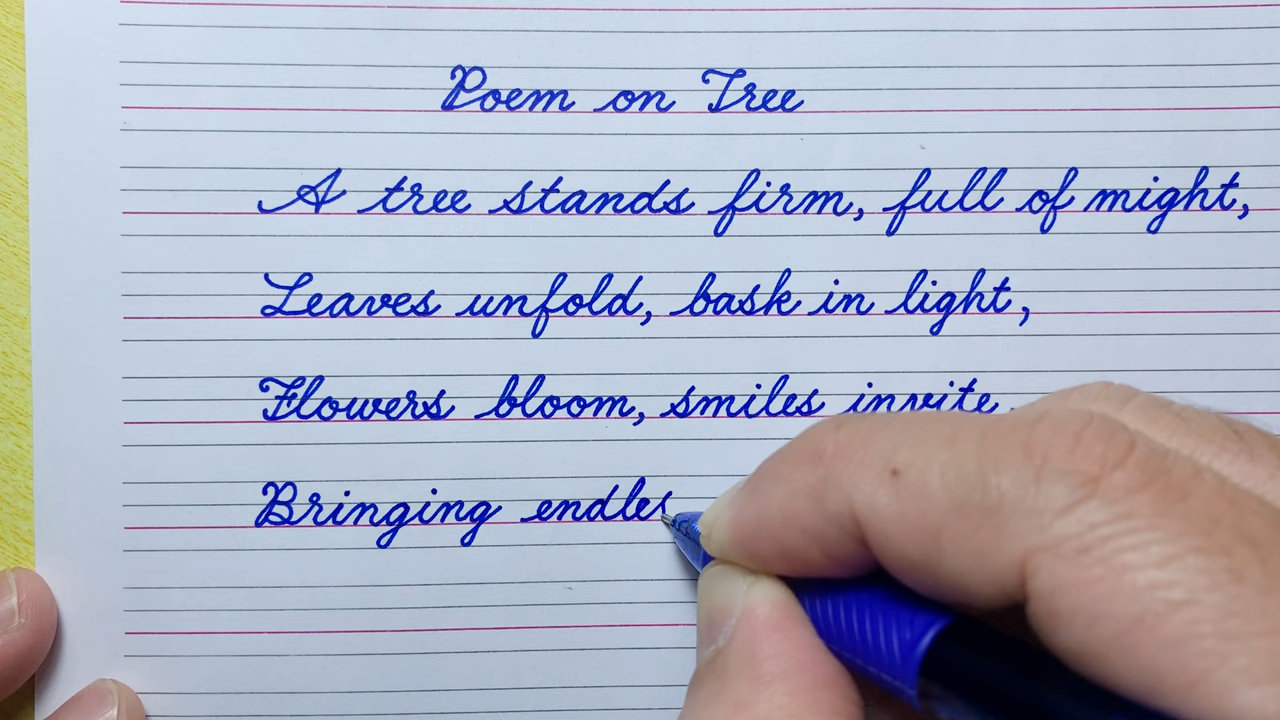 Poem on Tree
A tree stands firm, full of might,
Leaves unfold, bask in light,
Flowers bloom, smiles invite
Bringing endles